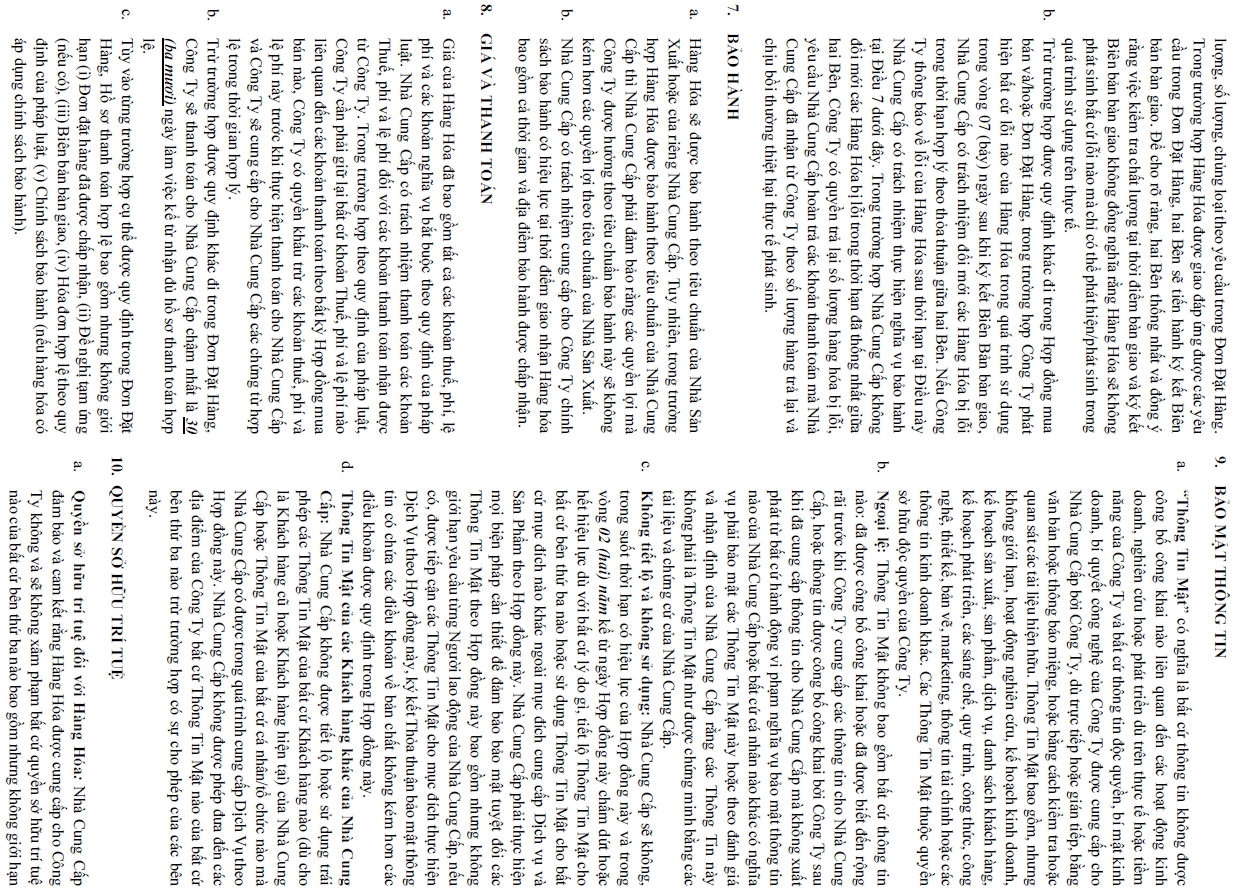 lượng, số lượng, chủng loại theo yêu cầu trong Đơn Đặt Hàng.
Trong trường hợp Hàng Hóa được giao đáp ứng được các yêu
cầu trong Đơn Đặt Hàng, hai Bên sẽ tiến hành ký kết Biên
bản bàn giao. Để cho rõ ràng, hai Bên thống nhất và đồng ý
rằng việc kiểm tra chất lượng tại thời điểm bàn giao và ký kết
Biên bản bàn giao không đồng nghĩa rằng Hàng Hóa sẽ không
phát sinh bất cứ lỗi nào mà chỉ có thể phát hiện/phát sinh trong
quá trình sử dụng trên thực tế.
b. Trừ trường hợp được quy định khác đi trong Hợp đồng mua
bán và/hoặc Đơn Đặt Hàng, trong trường hợp Công Ty phát
hiện bất cứ lỗi nào của Hàng Hóa trong quá trình sử dụng
trong vòng 07 (bảy) ngày sau khi ký kết Biên Bản bàn giao,
Nhà Cung Cấp có trách nhiệm đổi mới các Hàng Hóa bị lỗi
trong thời hạn hợp lý theo thỏa thuận giữa hai Bên. Nếu Công
Ty thông báo về lỗi của Hàng Hóa sau thời hạn tại Điều này
Nhà Cung Cấp có trách nhiệm thực hiện nghĩa vụ bảo hành
tại Điều 7 dưới đây. Trong trường hợp Nhà Cung Cấp không
đổi mới các Hàng Hóa bị lỗi trong thời hạn đã thống nhất giữa
hai Bên, Công Ty có quyền trả lại số lượng hàng hóa bị lỗi,
yêu cầu Nhà Cung Cấp hoàn trả các khoản thanh toán mà Nhà
Cung Cấp đã nhận từ Công Ty theo số lượng hàng trả lại và
chịu bồi thường thiệt hại thực tế phát sinh.
7. BẢO HÀNH
a. Hàng Hóa sẽ được bảo hành theo tiêu chuẩn của Nhà Sản
Xuất hoặc của riêng Nhà Cung Cấp. Tuy nhiên, trong trường
hợp Hàng Hóa được bảo hành theo tiêu chuẩn của Nhà Cung
Cấp thì Nhà Cung Cấp phải đảm bảo rằng các quyền lợi mà
Công Ty được hưởng theo tiêu chuẩn bảo hành này sẽ không
kém hơn các quyền lợi theo tiêu chuẩn của Nhà Sản Xuất.
b. Nhà Cung Cấp có trách nhiệm cung cấp cho Công Ty chính
sách bảo hành có hiệu lực tại thời điểm giao nhận Hàng hóa
bao gồm cả thời gian và địa điểm bảo hành được chấp nhận.
8. GIÁ VÀ THANH TOÁN
a. Giá của Hàng Hóa đã bao gồm tất cả các khoản thuế, phí, lệ
phí và các khoản nghĩa vụ bắt buộc theo quy định của pháp
luật. Nhà Cung Cấp có trách nhiệm thanh toán các khoản
Thuế, phí và lệ phí đối với các khoản thanh toán nhận được
từ Công Ty. Trong trường hợp theo quy định của pháp luật,
Công Ty cần phải giữ lại bất cứ khoản Thuế, phí và lệ phí nào
liên quan đến các khoản thanh toán theo bất kỳ Hợp đồng mua
bán nào, Công Ty có quyền khấu trừ các khoản thuế, phí và
lệ phí này trước khi thực hiện thanh toán cho Nhà Cung Cấp
và Công Ty sẽ cung cấp cho Nhà Cung Cấp các chứng từ hợp
lệ trong thời gian hợp lý.
b. Trừ trường hợp được quy định khác đi trong Đơn Đặt Hàng,
Công Ty sẽ thanh toán cho Nhà Cung Cấp chậm nhất là 30
(ba mươi) ngày làm việc kể từ nhận đủ hồ sơ thanh toán hợp
lệ.
c. Tùy vào từng trường hợp cụ thể được quy định trong Đơn Đặt
Hàng, Hồ sơ thanh toán hợp lệ bao gồm nhưng không giới
hạn (i) Đơn đặt hàng đã được chấp nhận, (ii) Đề nghị tạm ứng
(nếu có), (iii) Biên bản bàn giao, (iv) Hóa đơn hợp lệ theo quy
định của pháp luật, (v) Chính sách bảo hành (nếu hàng hóa có
áp dụng chính sách bảo hành).
9. BẢO MẬT THÔNG TIN
a. “Thông Tin Mật” có nghĩa là bất cứ thông tin không được
công bố công khai nào liên quan đến các hoạt động kinh
doanh, nghiên cứu hoặc phát triển dù trên thực tế hoặc tiềm
năng của Công Ty và bất cứ thông tin độc quyền, bí mật kinh
doanh, bí quyết công nghệ của Công Ty được cung cấp cho
Nhà Cung Cấp bởi Công Ty, dù trực tiếp hoặc gián tiếp, bằng
văn bản hoặc thông báo miệng, hoặc bằng cách kiểm tra hoặc
quan sát các tài liệu hiện hữu. Thông Tin Mật bao gồm, nhưng
không giới hạn, hoạt động nghiên cứu, kế hoạch kinh doanh,
kế hoạch sản xuất, sản phẩm, dịch vụ, danh sách khách hàng,
kế hoạch phát triển, các sáng chế, quy trình, công thức, công
nghệ, thiết kế, bản vẽ, marketing, thông tin tài chính hoặc các
thông tin kinh doanh khác. Các Thông Tin Mật thuộc quyền
sở hữu độc quyền của Công Ty.
b. Ngoại lệ: Thông Tin Mật không bao gồm bất cứ thông tin
nào: đã được công bố công khai hoặc đã được biết đến rộng
rãi trước khi Công Ty cung cấp các thông tin cho Nhà Cung
Cấp, hoặc thông tin được công bố công khai bởi Công Ty sau
khi đã cung cấp thông tin cho Nhà Cung Cấp mà không xuất
phát từ bất cứ hành động vi phạm nghĩa vụ bảo mật thông tin
nào của Nhà Cung Cấp hoặc bất cứ cá nhân nào khác có nghĩa
vụ phải bảo mật các Thông Tin Mật này hoặc theo đánh giá
và nhận định của Nhà Cung Cấp rằng các Thông Tin này
không phải là Thông Tin Mật như được chứng minh bằng các
tài liệu và chứng cứ của Nhà Cung Cấp.
c. Không tiết lộ và không sử dụng: Nhà Cung Cấp sẽ không,
trong suốt thời hạn có hiệu lực của Hợp đồng này và trong
vòng 02 (hai) năm kể từ ngày Hợp đồng này chấm dứt hoặc
hết hiệu lực dù với bất cứ lý do gì, tiết lộ Thông Tin Mật cho
bất cứ bên thứ ba nào hoặc sử dụng Thông Tin Mật cho bất
cứ mục đích nào khác ngoài mục đích cung cấp Dịch vụ và
Sản Phẩm theo Hợp đồng này. Nhà Cung Cấp phải thực hiện
mọi biện pháp cần thiết để đảm bảo bảo mật tuyệt đối các
Thông Tin Mật theo Hợp đồng này bao gồm nhưng không
giới hạn yêu cầu từng Người lao động của Nhà Cung Cấp, nếu
có, được tiếp cận các Thông Tin Mật cho mục đích thực hiện
Dịch Vụ theo Hợp đồng này, ký kết Thỏa thuận bảo mật thông
tin có chứa các điều khoản về bản chất không kém hơn các
điều khoản được quy định trong Hợp đồng này.
d. Thông Tin Mật của các Khách hàng khác của Nhà Cung
Cấp: Nhà Cung Cấp không được tiết lộ hoặc sử dụng trái
phép các Thông Tin Mật của bất cứ Khách hàng nào (dù cho
là Khách hàng cũ hoặc Khách hàng hiện tại) của Nhà Cung
Cấp hoặc Thông Tin Mật của bất cứ cá nhân/tổ chức nào mà
Nhà Cung Cấp có được trong quá trình cung cấp Dịch Vụ theo
Hợp đồng này. Nhà Cung Cấp không được phép đưa đến các
địa điểm của Công Ty bất cứ Thông Tin Mật nào của bất cứ
bên thứ ba nào trừ trường hợp có sự cho phép của các bên
này.
10. QUYỀN SỞ HỮU TRÍ TUỆ
a. Quyền sở hữu trí tuệ đối với Hàng Hóa: Nhà Cung Cấp
đảm bảo và cam kết rằng Hàng Hóa được cung cấp cho Công
Ty không và sẽ không xâm phạm bất cứ quyền sở hữu trí tuệ
nào của bất cứ bên thứ ba nào bao gồm nhưng không giới hạn